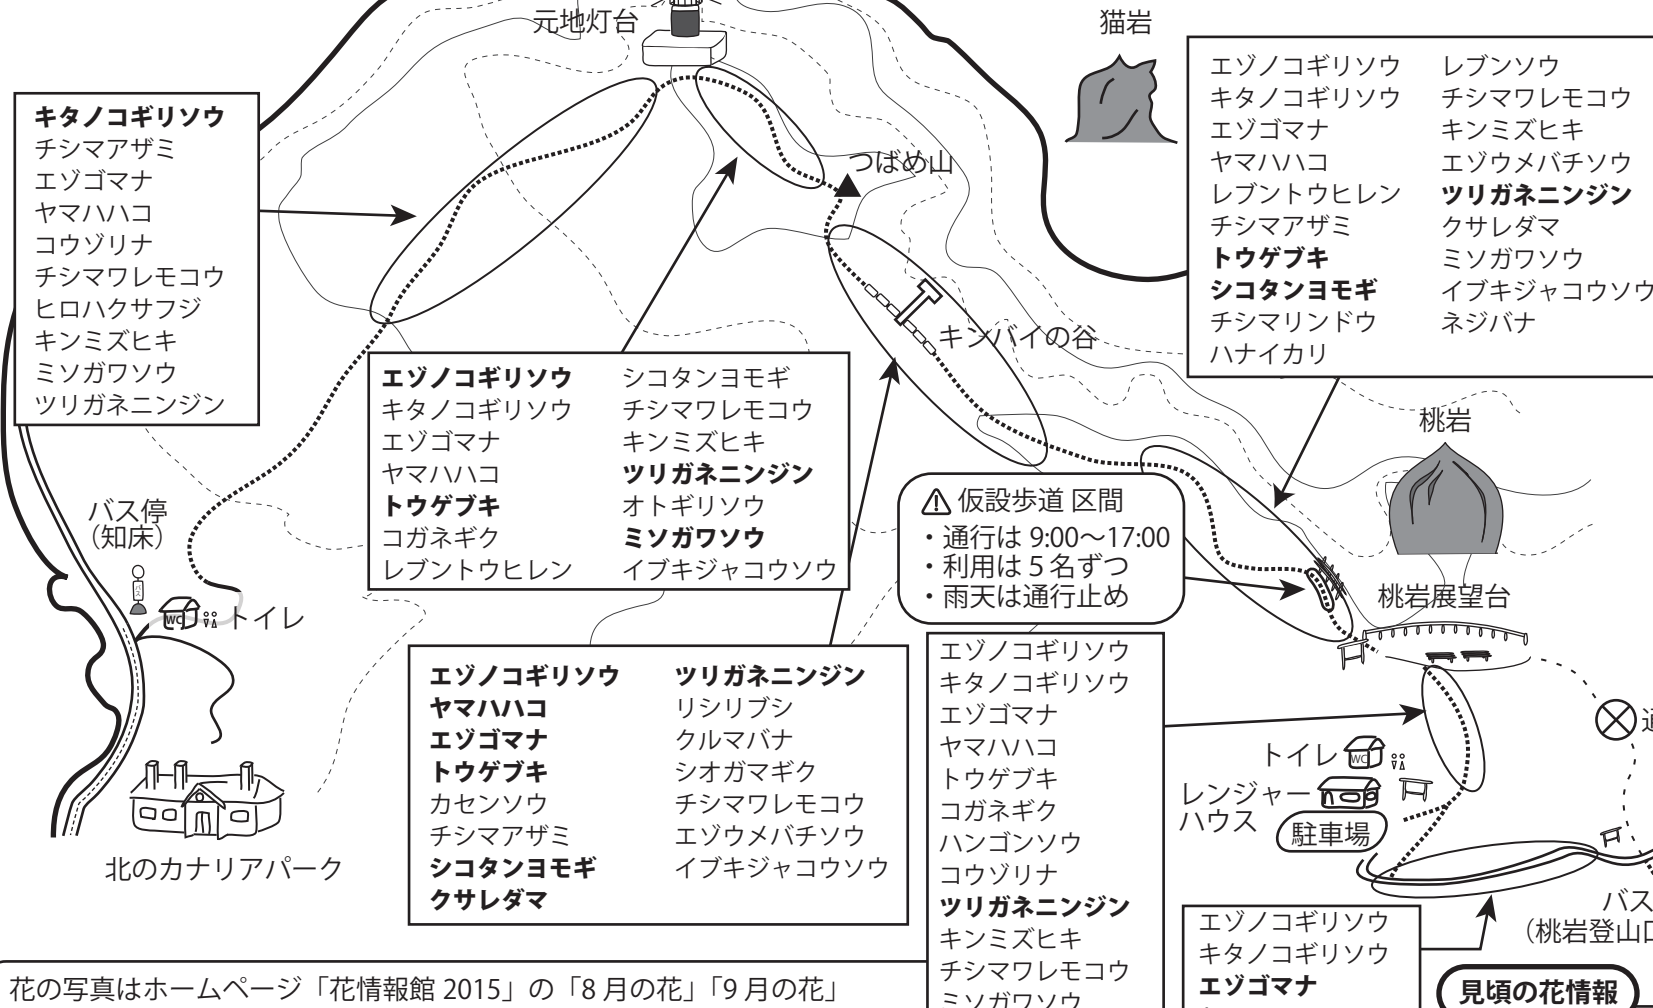 元地灯台
猫岩
キタノコギリソウ
チシマアザミ
エゾゴマナ
ヤマハハコ
コウゾリナ
チシマワレモコウ
ヒロハクサフジ
キンミズヒキ
ミソガワソウ
ツリガネニンジン
つばめ山
キンバイの谷
エゾノコギリソウ
キタノコギリソウ
エゾゴマナ
ヤマハハコ
レブントウヒレン
チシマアザミ
トウゲブキ
シコタンヨモギ
チシマリンドウ
ハナイカリ
レブンソウ
チシマワレモコウ
キンミズヒキ
エゾウメバチソウ
ツリガネニンジン
クサレダマ
ミソガワソウ
イブキジャコウソウ
ネジバナ
エゾノコギリソウ
キタノコギリソウ
エゾゴマナ
ヤマハハコ
トウゲブキ
コガネギク
レブントウヒレン
シコタンヨモギ
チシマワレモコウ
キンミズヒキ
ツリガネニンジン
オトギリソウ
ミソガワソウ
イブキジャコウソウ
桃岩
⚠ 仮設歩道 区間
・通行は 9:00～17:00
・利用は 5 名ずつ
・雨天は通行止め
桃岩展望台
バス停
（知床）
バス
WC
トイレ
北のカナリアパーク
エゾノコギリソウ
ヤマハハコ
エゾゴマナ
トウゲブキ
カセンソウ
チシマアザミ
シコタンヨモギ
クサレダマ
ツリガネニンジン
リシリブシ
クルマバナ
シオガマギク
チシマワレモコウ
エゾウメバチソウ
イブキジャコウソウ
エゾノコギリソウ
キタノコギリソウ
エゾゴマナ
ヤマハハコ
トウゲブキ
コガネギク
ハンゴンソウ
コウゾリナ
ツリガネニンジン
キンミズヒキ
チシマワレモコウ
ミソガワソウ
トイレ
WC
レンジャー
ハウス
駐車場
通
バス
（桃岩登山口
エゾノコギリソウ
キタノコギリソウ
エゾゴマナ
見頃の花情報
花の写真はホームページ「花情報館 2015」の「8 月の花」「9 月の花」